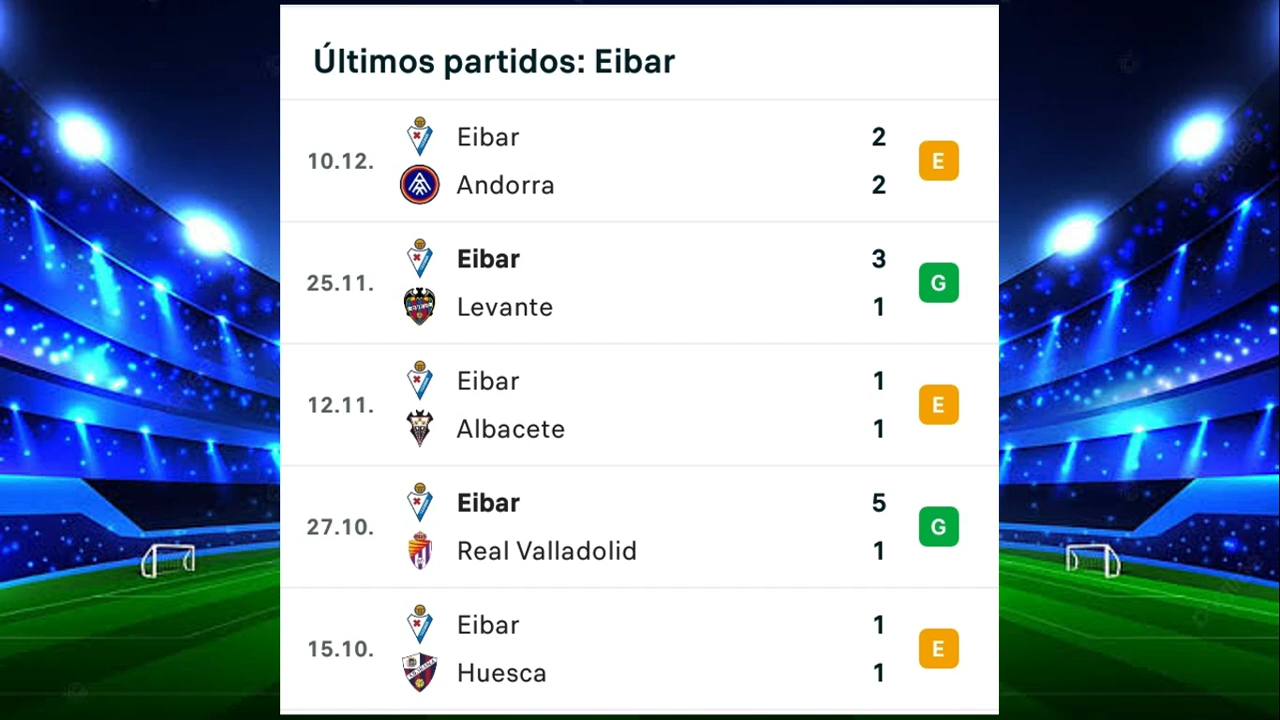 Últimos partidos: Eibar
10.12.
Eibar 2
Andorra 2
E
25.11.
Eibar 3
Levante 1
G
12.11.
Eibar 1
Albacete 1
E
27.10.
Eibar 5
Real Valladolid 1
G
15.10.
Eibar 1
Huesca 1
E